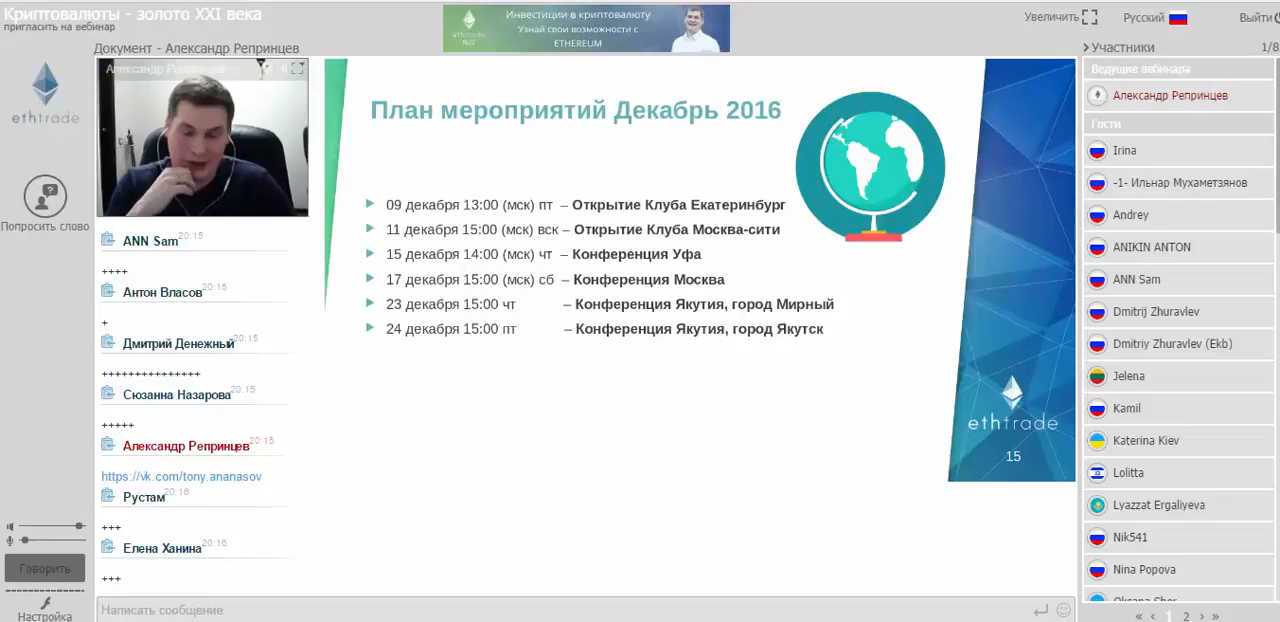 Криптовалюты - золото XXI века
пригласить на вебинар
Инвестиции в криптовалюту
Узнай свои возможности с
ETHEREUM
Увеличить
Русский
Выйти
Документ - Александр Репринцев
Участники 1/8
ethtrade
Александр Репринцев
Попросить слово
ANN Sam 20:15
++++
Антон Власов 20:15
+
Дмитрий Денежный 20:15
+++++++++++++++
Сюзанна Назарова 20:15
+++++
Александр Репринцев 20:15
https://vk.com/tony.ananasov
Рустам 20:16
+++
Елена Ханина 20:16
+++
Говорить
Настройка
Написать сообщение
План мероприятий Декабрь 2016
09 декабря 13:00 (мск) пт – Открытие Клуба Екатеринбург
11 декабря 15:00 (мск) вск – Открытие Клуба Москва-сити
15 декабря 14:00 (мск) чт – Конференция Уфа
17 декабря 15:00 (мск) сб – Конференция Москва
23 декабря 15:00 чт – Конференция Якутия, город Мирный
24 декабря 15:00 пт – Конференция Якутия, город Якутск
ethtrade
15
Ведущие вебинара
Александр Репринцев
Гости
Irina
-1- Ильнар Мухаметзянов
Andrey
ANIKIN ANTON
ANN Sam
Dmitrij Zhuravlev
Dmitriy Zhuravlev (Ekb)
Jelena
Kamil
Katerina Kiev
Lolitta
Lyazzat Ergaliyeva
Nik541
Nina Popova
« ‹ 1 2 › »